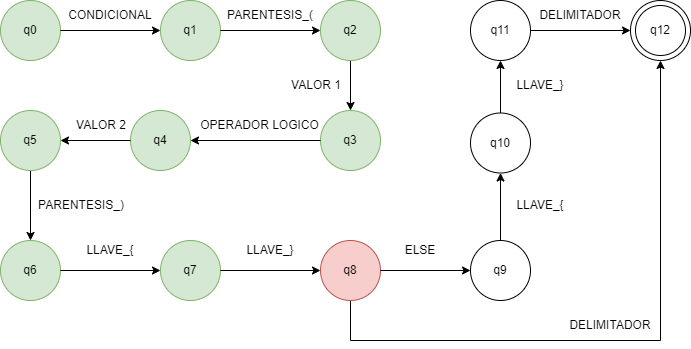 q0
CONDICIONAL
q1
PARENTESIS_(
q2
q11
DELIMITADOR
q12
VALOR 1
LLAVE_}
q5
VALOR 2
q4
OPERADOR LOGICO
q3
q10
PARENTESIS_)
LLAVE_{
q6
LLAVE_{
q7
LLAVE_}
q8
ELSE
q9
DELIMITADOR